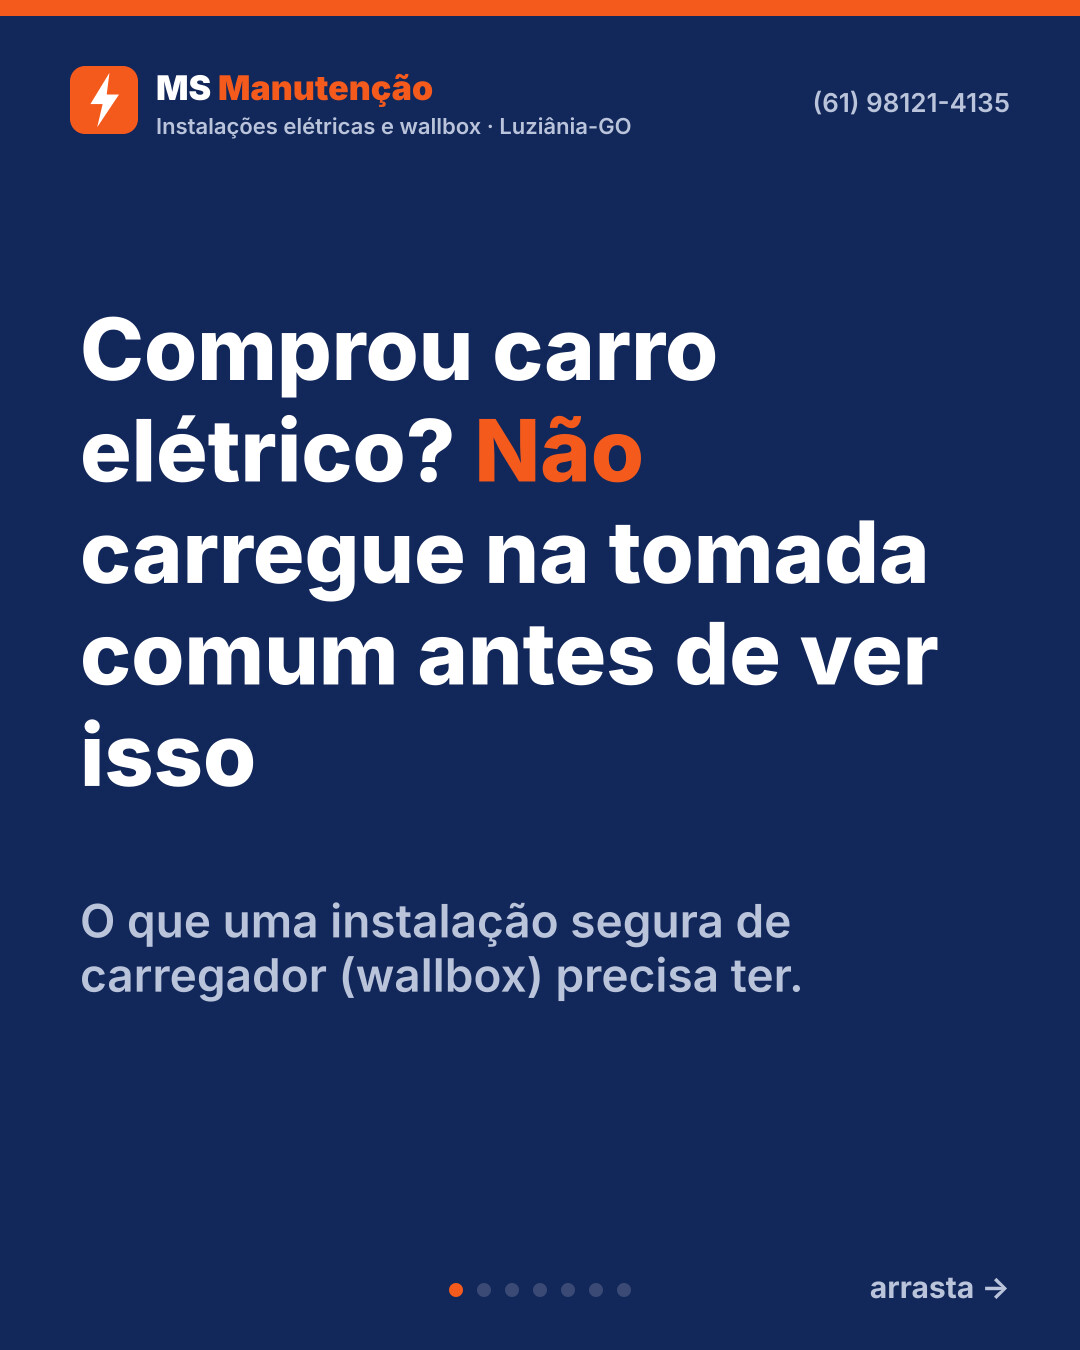 MS Manutenção
Instalações elétricas e wallbox · Luziânia-GO
(61) 98121-4135
Comprou carro
elétrico? Não
carregue na tomada
comum antes de ver
isso
O que uma instalação segura de
carregador (wallbox) precisa ter.
arrasta →